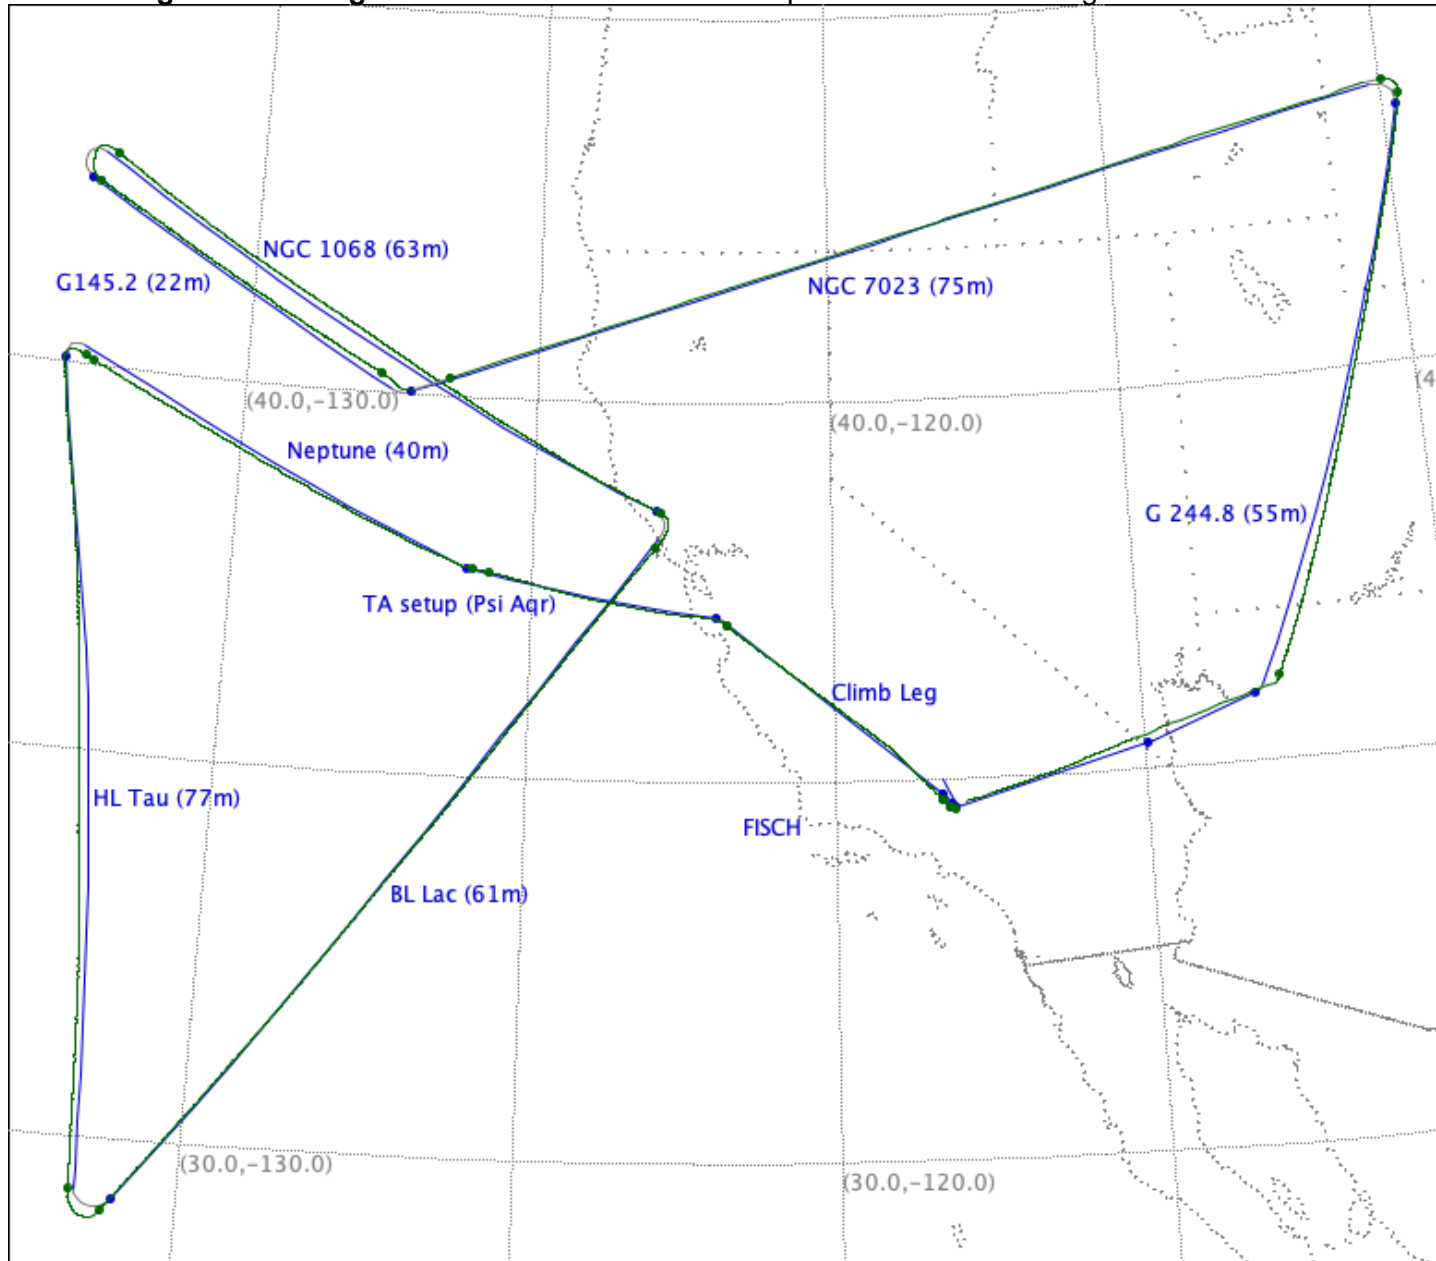 NGC 1068 (63m)
G145.2 (22m)
NGC 7023 (75m)
(40.0,-130.0)
(40.0,-120.0)
(4
Neptune (40m)
G 244.8 (55m)
TA setup (Psi Aqr)
Climb Leg
HL Tau (77m)
FISCH
BL Lac (61m)
(30.0,-130.0)
(30.0,-120.0)